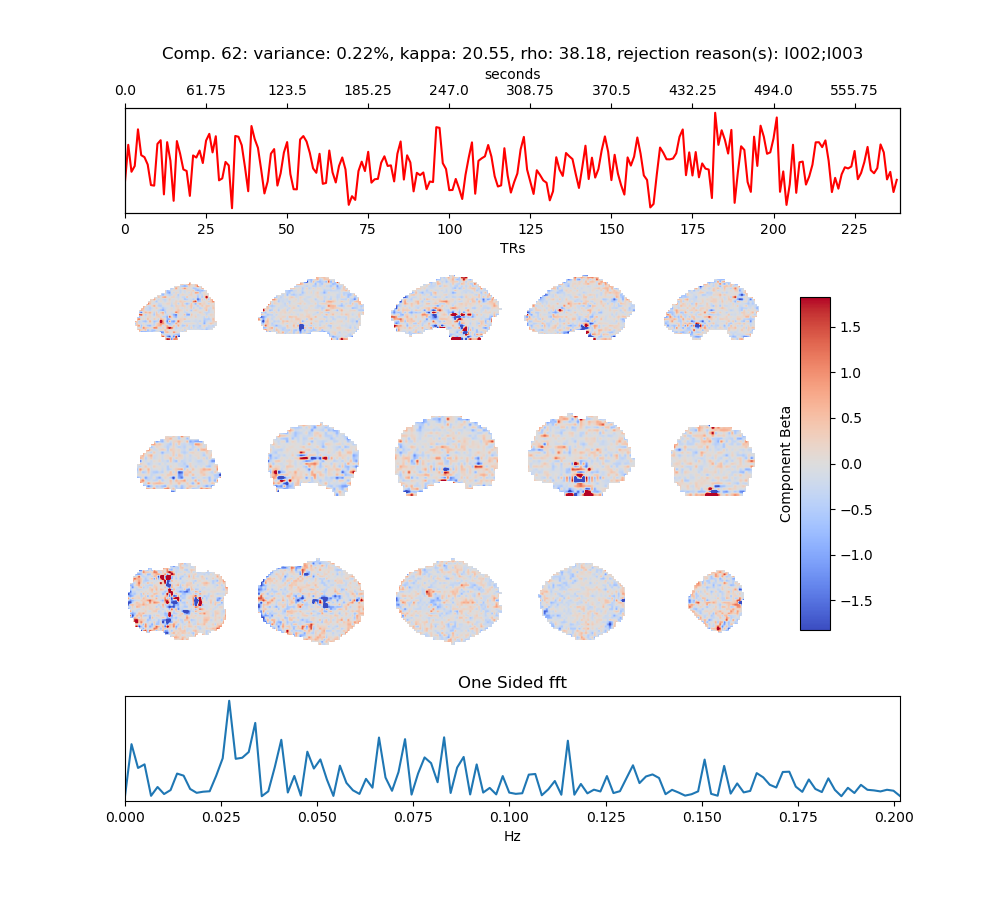 Comp. 62: variance: 0.22%, kappa: 20.55, rho: 38.18, rejection reason(s): I002;I003
seconds
0.0 61.75 123.5 185.25 247.0 308.75 370.5 432.25 494.0 555.75
0 25 50 75 100 125 150 175 200 225
TRs
Component Beta
1.5
1.0
0.5
0.0
−0.5
−1.0
−1.5
One Sided fft
0.000 0.025 0.050 0.075 0.100 0.125 0.150 0.175 0.200
Hz